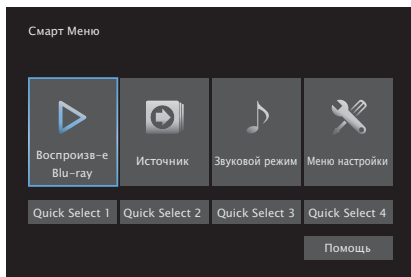 Смарт Меню
Воспроизв-е
Blu-ray
Источник
Звуковой режим
Меню настройки
Quick Select 1
Quick Select 2
Quick Select 3
Quick Select 4
Помощь